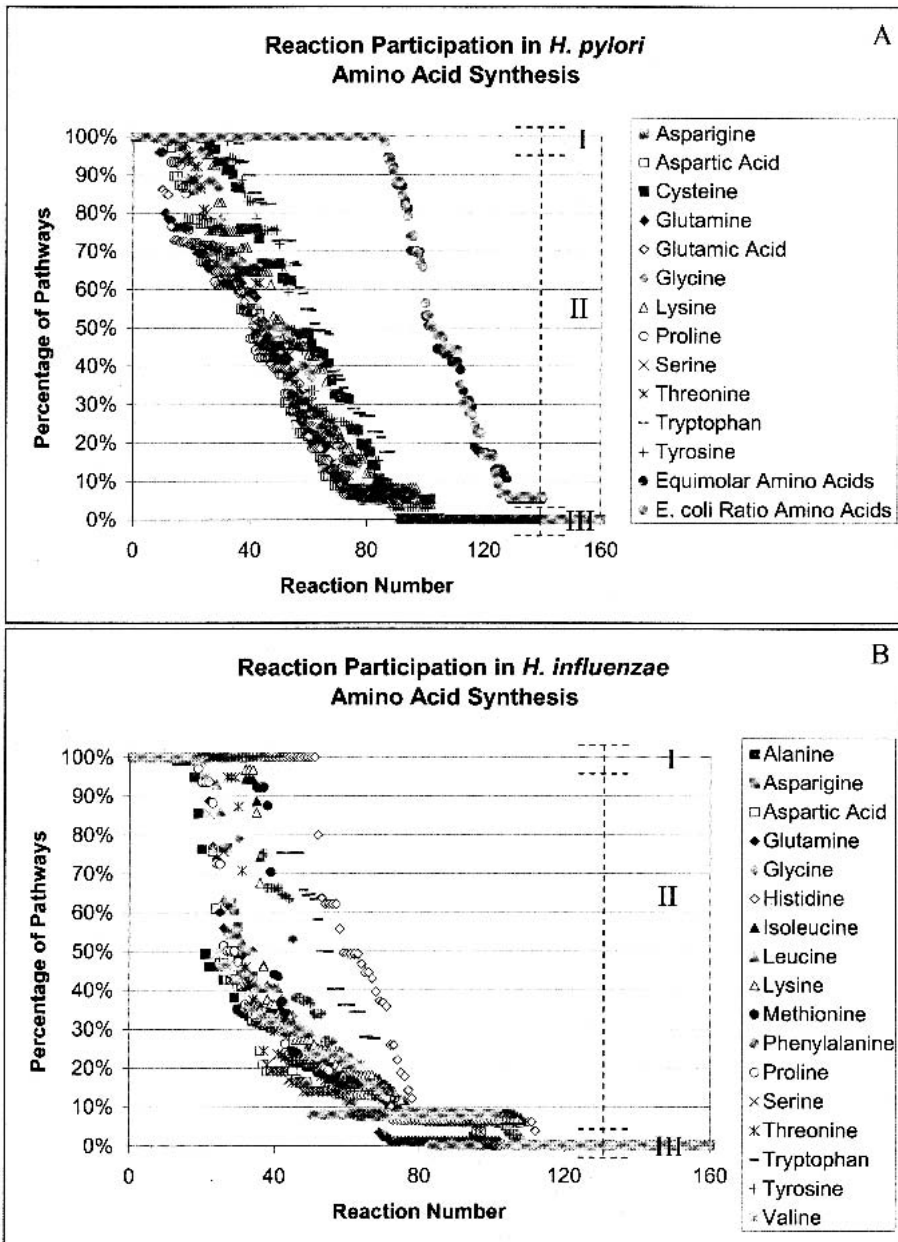 A
Reaction Participation in H. pylori
Amino Acid Synthesis
Percentage of Pathways
100%
90%
80%
70%
60%
50%
40%
30%
20%
10%
0%
0
40
80
120
160
Reaction Number
I
II
III
Asparigine
Aspartic Acid
Cysteine
Glutamine
Glutamic Acid
Glycine
Lysine
Proline
Serine
Threonine
Tryptophan
Tyrosine
Equimolar Amino Acids
E. coli Ratio Amino Acids
B
Reaction Participation in H. influenzae
Amino Acid Synthesis
Percentage of Pathways
100%
90%
80%
70%
60%
50%
40%
30%
20%
10%
0%
0
40
80
120
160
Reaction Number
I
II
III
Alanine
Asparigine
Aspartic Acid
Glutamine
Glycine
Histidine
Isoleucine
Leucine
Lysine
Methionine
Phenylalanine
Proline
Serine
Threonine
Tryptophan
Tyrosine
Valine